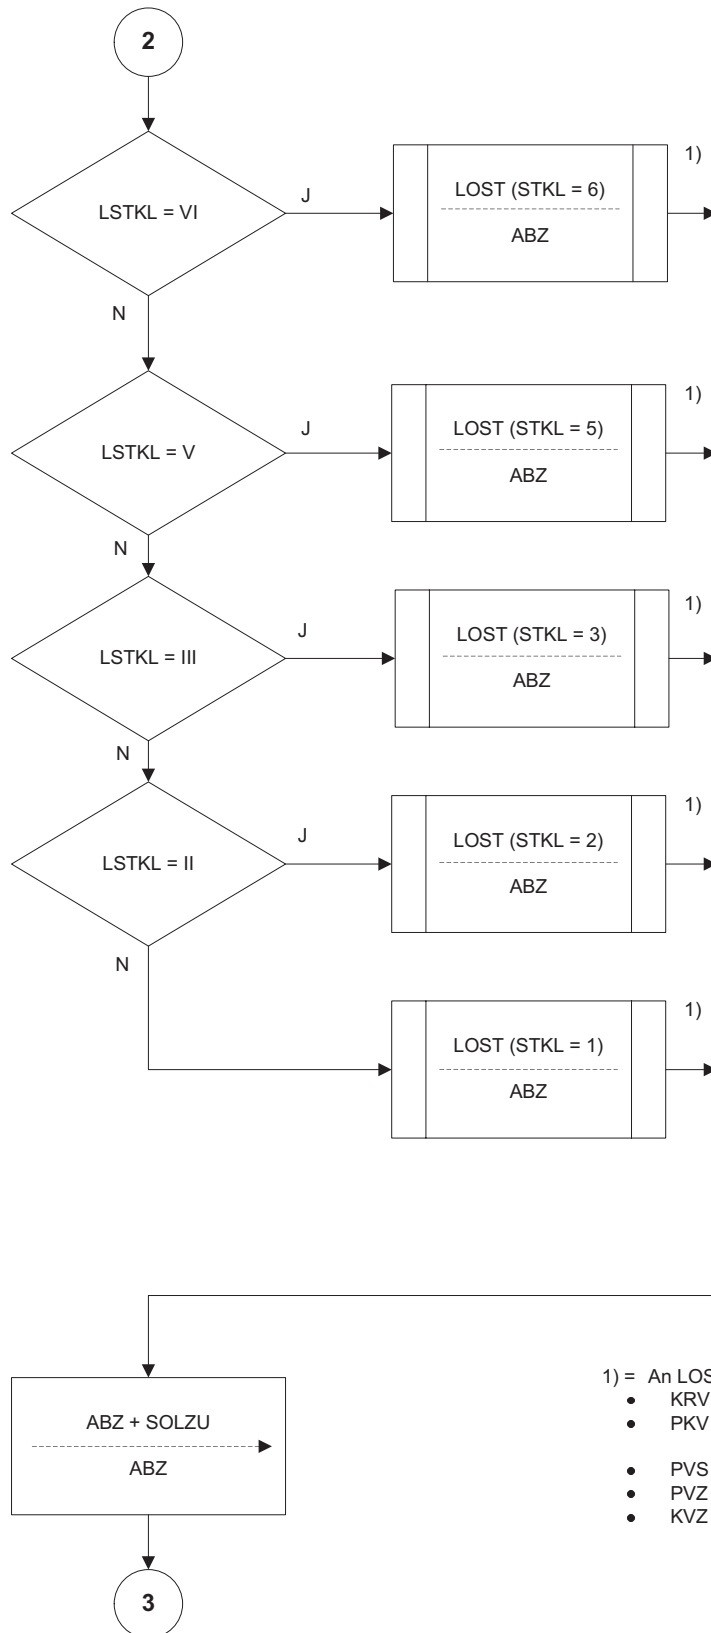 2
LSTKL = VI
J
LOST (STKL = 6)
ABZ
1)
N
LSTKL = V
J
LOST (STKL = 5)
ABZ
1)
N
LSTKL = III
J
LOST (STKL = 3)
ABZ
1)
N
LSTKL = II
J
LOST (STKL = 2)
ABZ
1)
N
LOST (STKL = 1)
ABZ
1)
ABZ + SOLZU
ABZ
1) = An LOS
• KRV
• PKV
• PVS
• PVZ
• KVZ
3